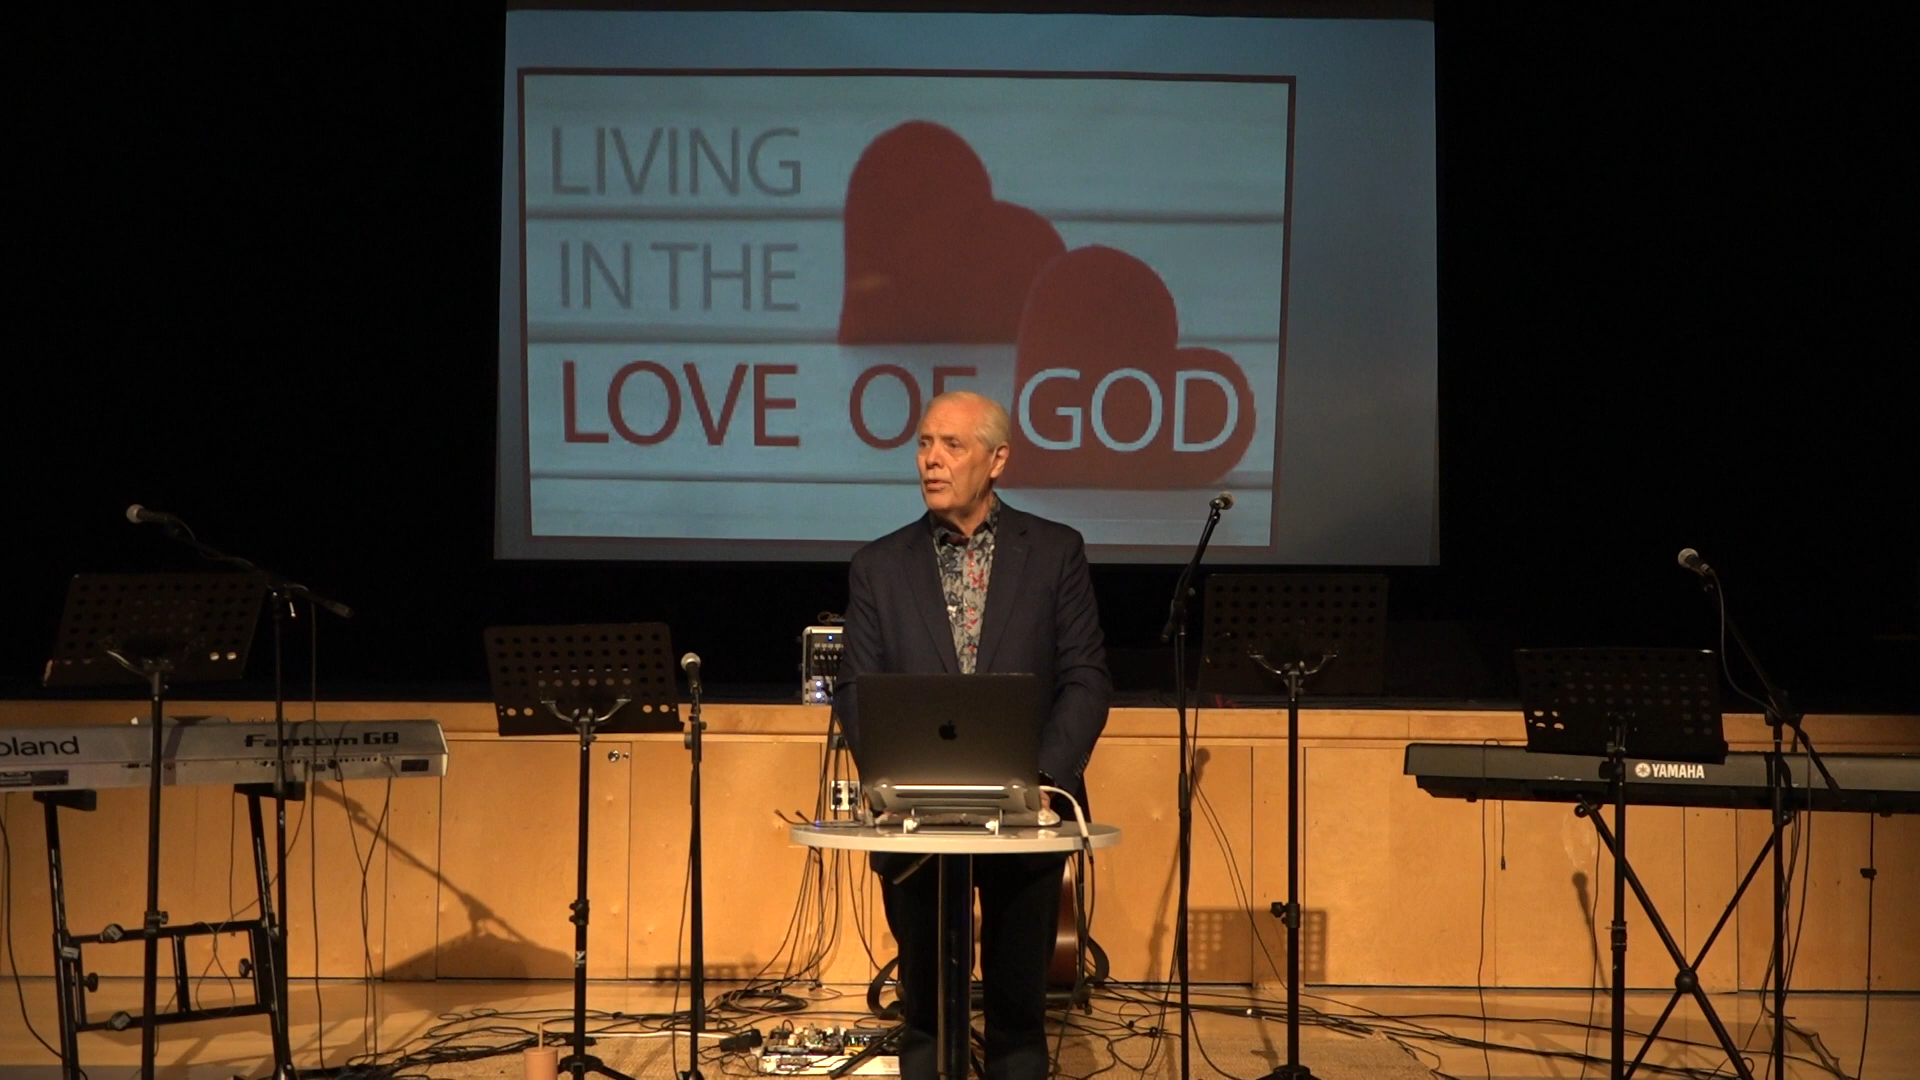 LIVING
IN THE
LOVE OF GOD
oland
Fantom G8
YAMAHA